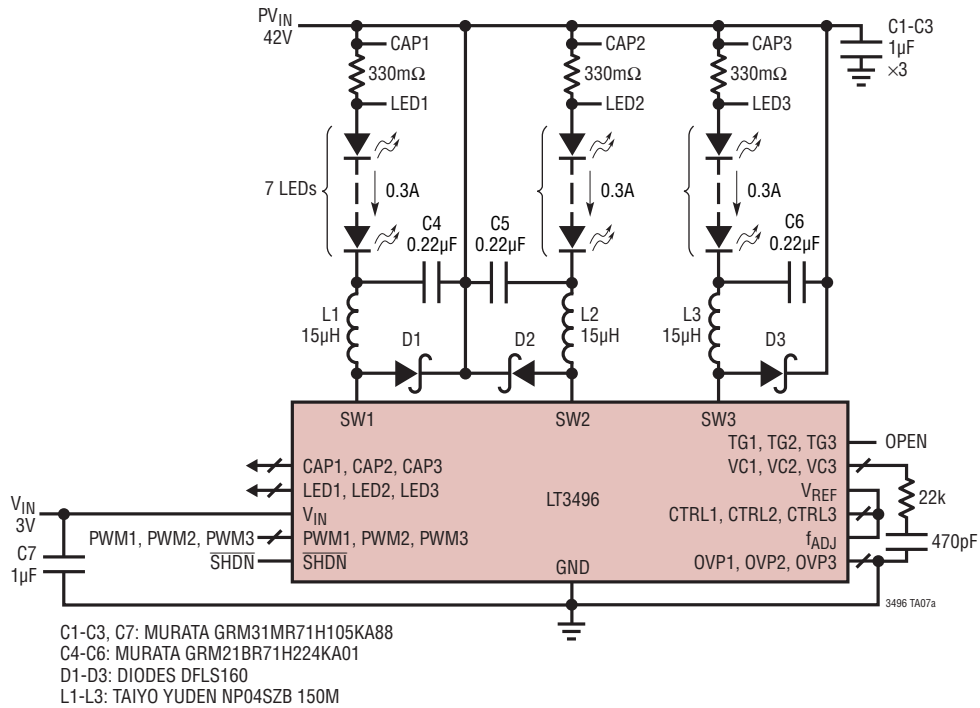 PVIN
42V
CAP1
CAP2
CAP3
C1-C3
1µF
×3
330mΩ
330mΩ
330mΩ
LED1
LED2
LED3
7 LEDs
0.3A
0.3A
0.3A
C4
0.22µF
C5
0.22µF
C6
0.22µF
L1
15µH
L2
15µH
L3
15µH
D1
D2
D3
SW1
SW2
SW3
TG1, TG2, TG3
OPEN
CAP1, CAP2, CAP3
VC1, VC2, VC3
LED1, LED2, LED3
LT3496
VREF
22k
VIN
3V
VIN
CTRL1, CTRL2, CTRL3
PWM1, PWM2, PWM3
PWM1, PWM2, PWM3
fADJ
470pF
C7
1µF
SHDN
SHDN
GND
OVP1, OVP2, OVP3
3496 TA07a
C1-C3, C7: MURATA GRM31MR71H105KA88
C4-C6: MURATA GRM21BR71H224KA01
D1-D3: DIODES DFLS160
L1-L3: TAIYO YUDEN NP04SZB 150M